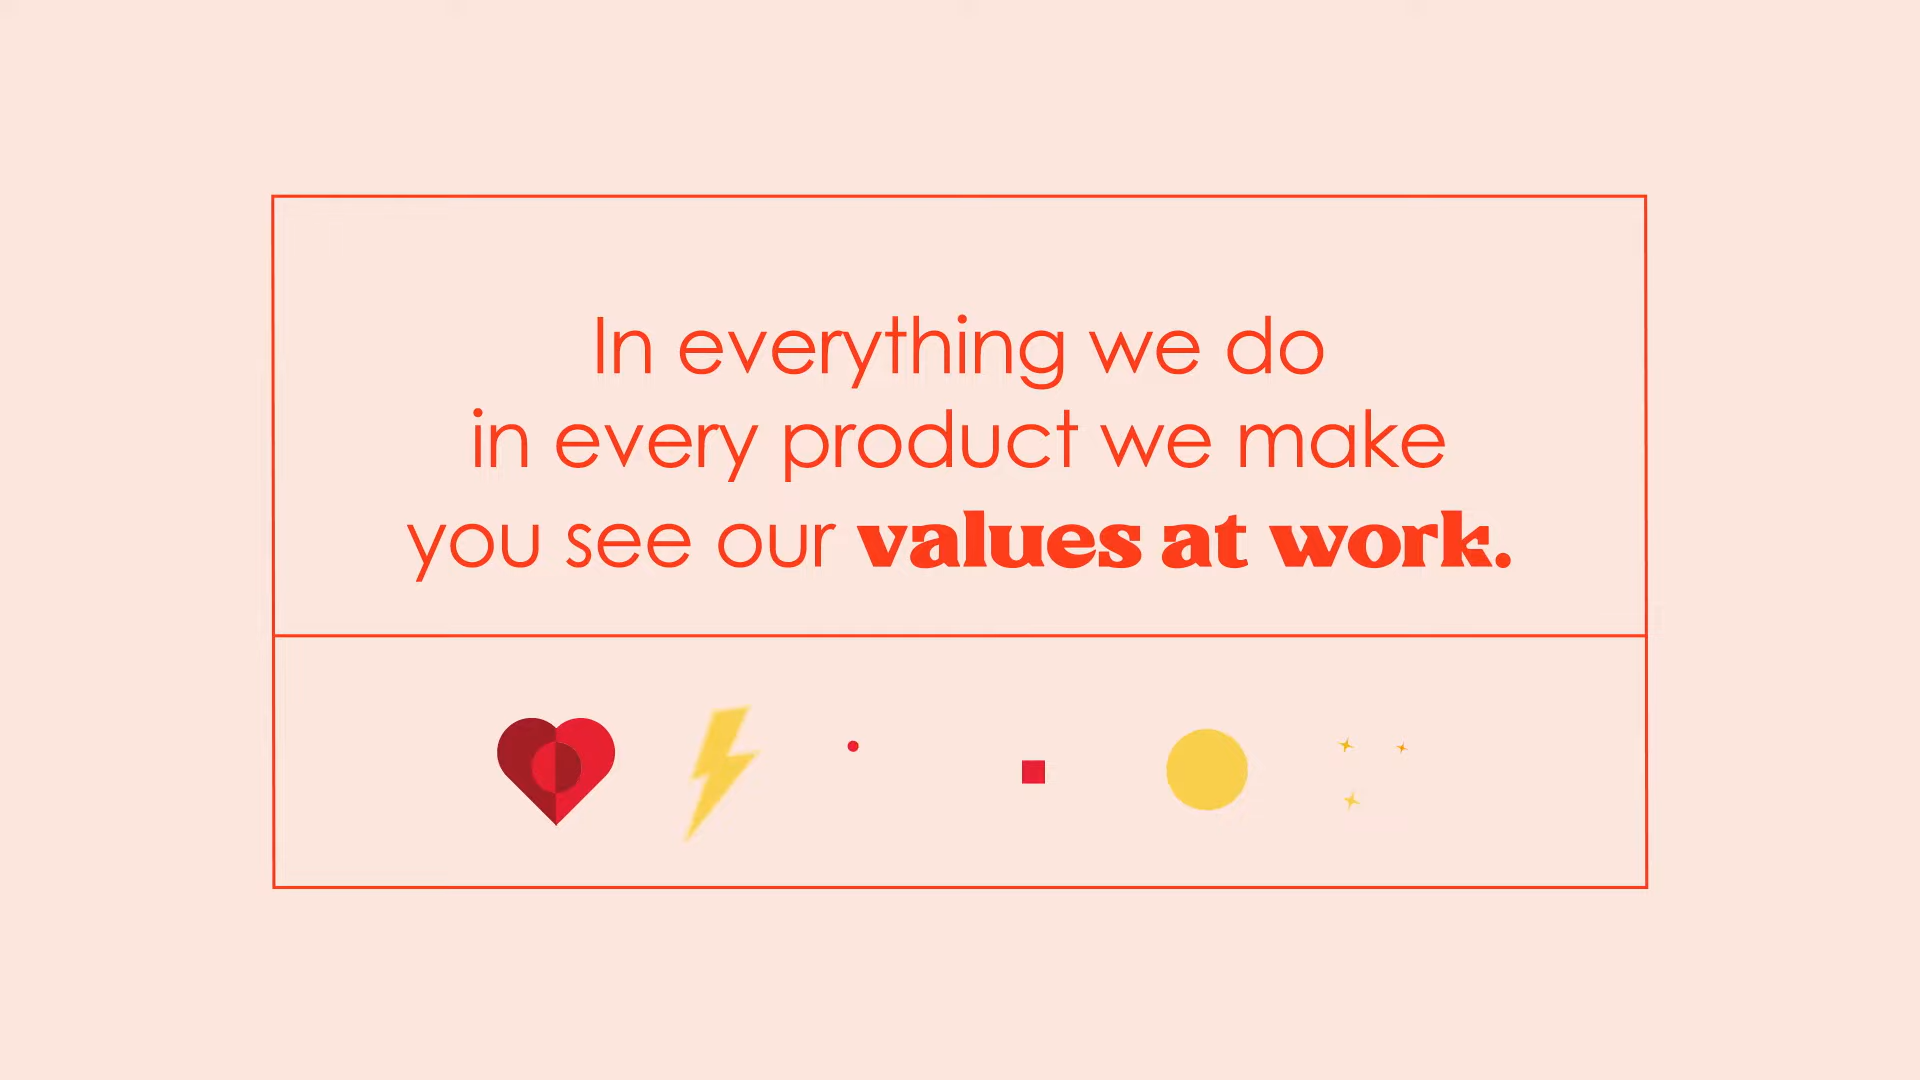 In everything we do
in every product we make
you see our values at work.